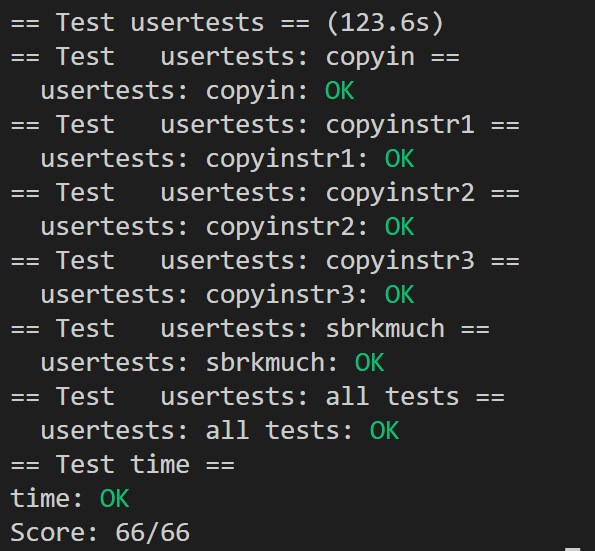 == Test usertests == (123.6s)
== Test   usertests: copyin ==
  usertests: copyin: OK
== Test   usertests: copyinstr1 ==
  usertests: copyinstr1: OK
== Test   usertests: copyinstr2 ==
  usertests: copyinstr2: OK
== Test   usertests: copyinstr3 ==
  usertests: copyinstr3: OK
== Test   usertests: sbrkmuch ==
  usertests: sbrkmuch: OK
== Test   usertests: all tests ==
  usertests: all tests: OK
== Test time ==
time: OK
Score: 66/66